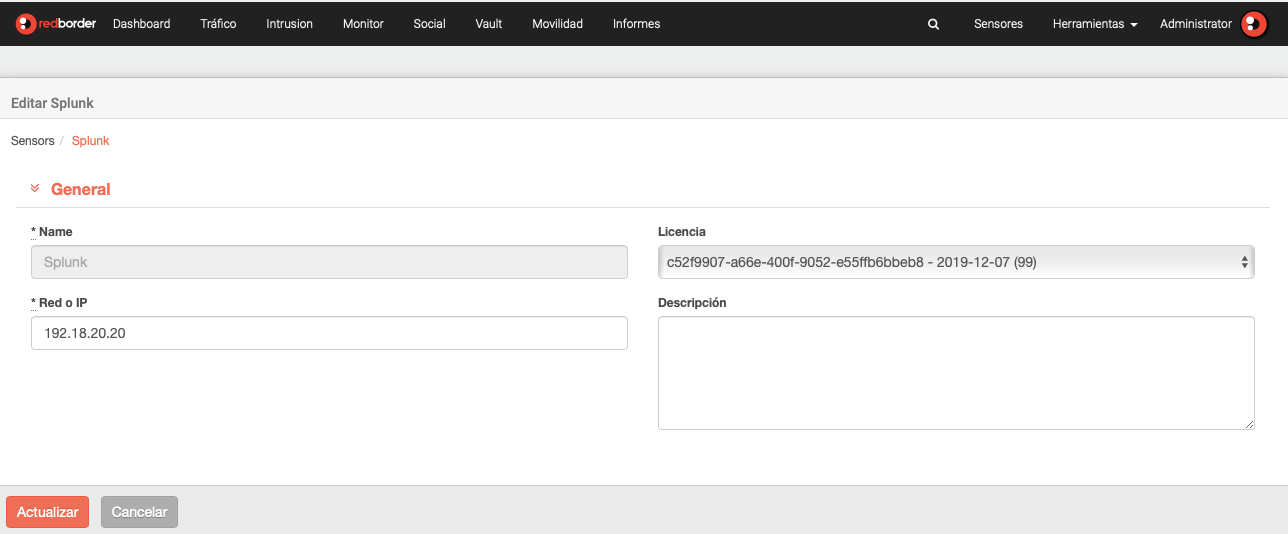 redborder Dashboard Tráfico Intrusion Monitor Social Vault Movilidad Informes Sensores Herramientas Administrator
Editar Splunk
Sensors / Splunk
General
* Name
Splunk
Licencia
c52f9907-a66e-400f-9052-e55ffb6bbeb8 - 2019-12-07 (99)
* Red o IP
192.18.20.20
Descripción
Actualizar Cancelar